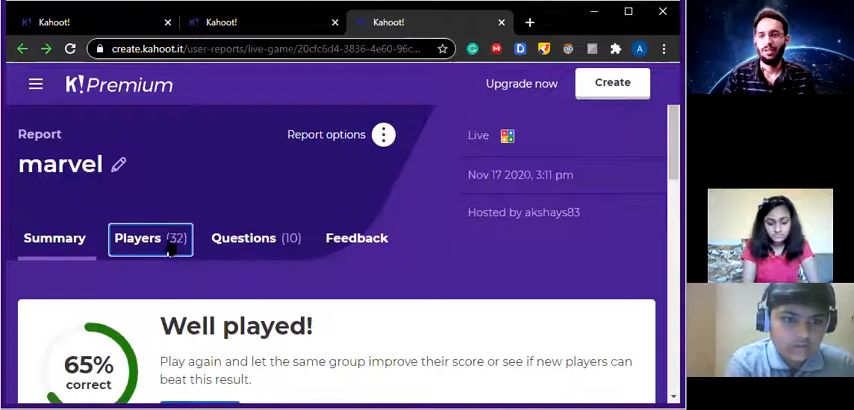 Kahoot!
Kahoot!
Kahoot!
create.kahoot.it/user-reports/live-game/20cfc6d4-3836-4e60-96c...
A
K! Premium
Upgrade now
Create
Report
Report options
marvel
Live
Nov 17 2020, 3:11 pm
Hosted by akshays83
Summary
Players (32)
Questions (10)
Feedback
65%
correct
Well played!
Play again and let the same group improve their score or see if new players can
beat this result.